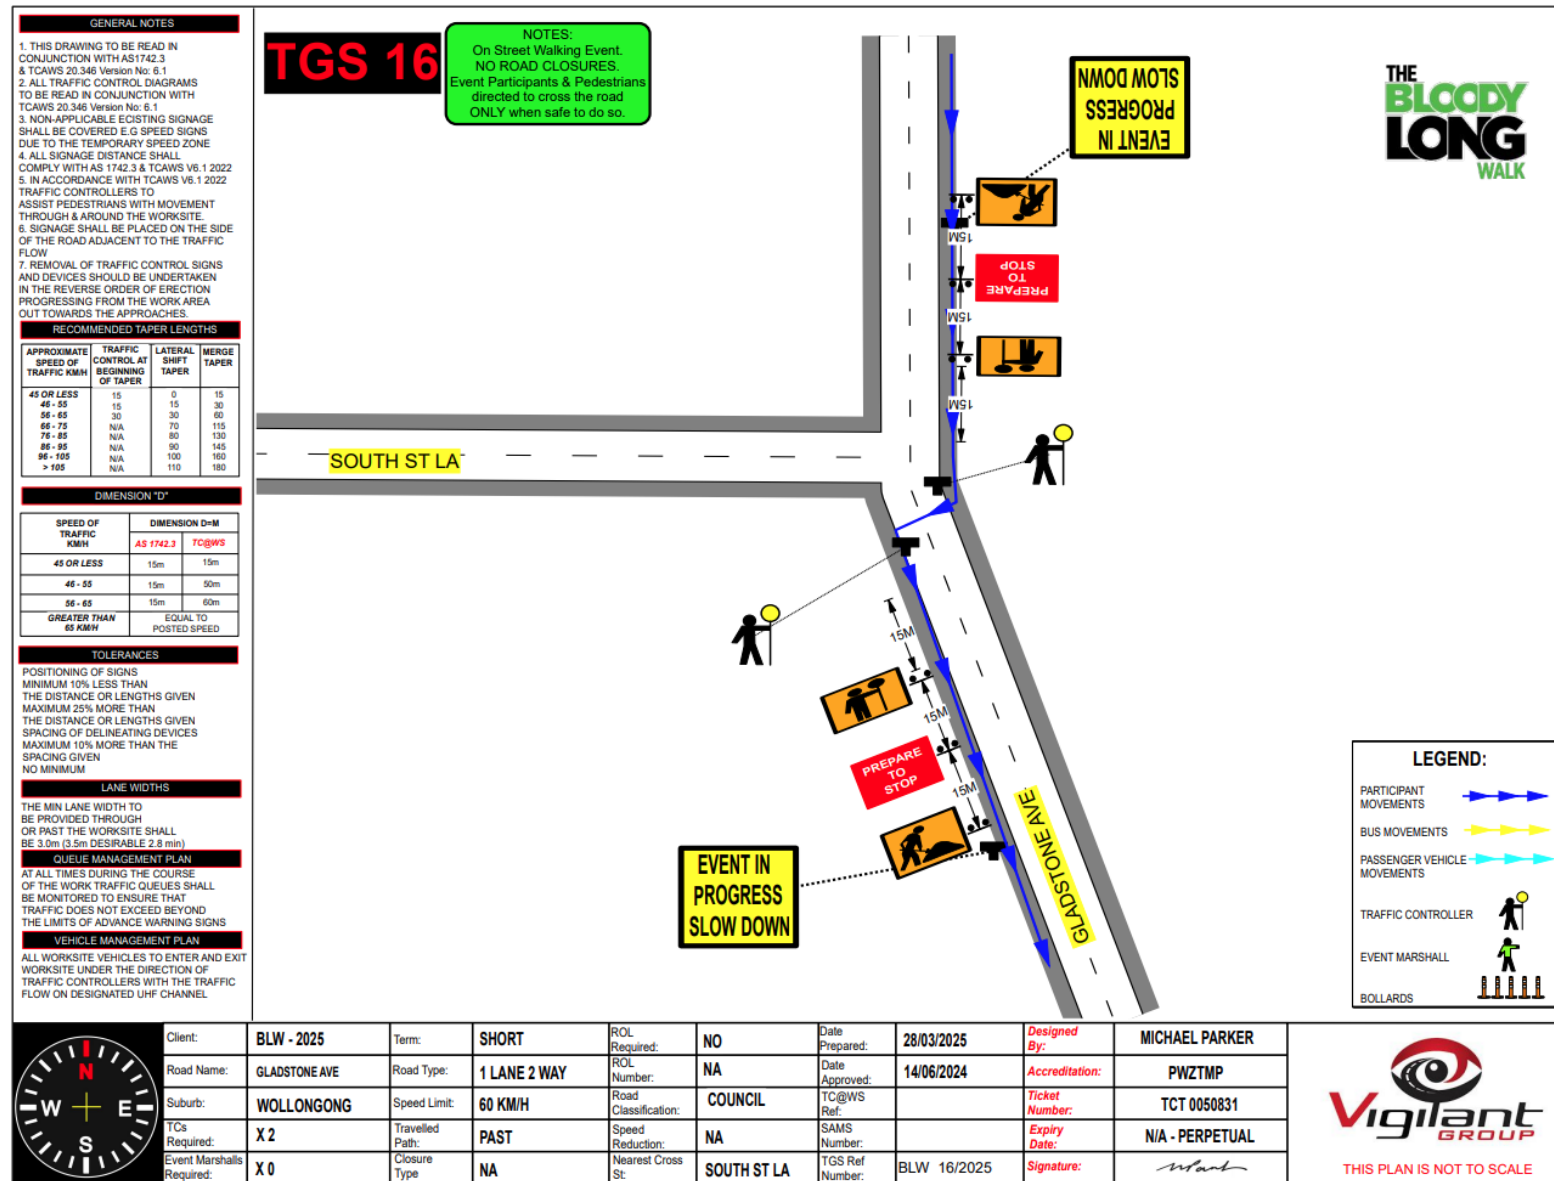 GENERAL NOTES
1. THIS DRAWING TO BE READ IN
CONJUNCTION WITH AS1742.3
& TCAWS 20.346 Version No: 6.1
2. ALL TRAFFIC CONTROL DIAGRAMS
TO BE READ IN CONJUNCTION WITH
TCAWS 20.346 Version No: 6.1
3. NON-APPLICABLE ECISTING SIGNAGE
SHALL BE COVERED E.G SPEED SIGNS
DUE TO THE TEMPORARY SPEED ZONE
4. ALL SIGNAGE DISTANCE SHALL
COMPLY WITH AS 1742.3 & TCAWS V6.1 2022
5. IN ACCORDANCE WITH TCAWS V6.1 2022
TRAFFIC CONTROLLERS TO
ASSIST PEDESTRIANS WITH MOVEMENT
THROUGH & AROUND THE WORKSITE.
6. SIGNAGE SHALL BE PLACED ON THE SIDE
OF THE ROAD ADJACENT TO THE TRAFFIC
FLOW
7. REMOVAL OF TRAFFIC CONTROL SIGNS
AND DEVICES SHOULD BE UNDERTAKEN
IN THE REVERSE ORDER OF ERECTION
PROGRESSING FROM THE WORK AREA
OUT TOWARDS THE APPROACHES.
RECOMMENDED TAPER LENGTHS
APPROXIMATE SPEED OF TRAFFIC KM/H TRAFFIC CONTROL AT BEGINNING OF TAPER LATERAL SHIFT TAPER MERGE TAPER
45 OR LESS 15 0 15
46 - 55 15 15 30
56 - 65 30 30 60
66 - 75 N/A 70 115
76 - 85 N/A 80 130
86 - 95 N/A 90 145
96 - 105 N/A 100 160
> 105 N/A 110 180
DIMENSION "D"
SPEED OF TRAFFIC KM/H DIMENSION D=M
AS 1742.3 TC@WS
45 OR LESS 15m 15m
46 - 55 15m 50m
56 - 65 15m 60m
GREATER THAN 65 KM/H EQUAL TO POSTED SPEED
TOLERANCES
POSITIONING OF SIGNS
MINIMUM 10% LESS THAN
THE DISTANCE OR LENGTHS GIVEN
MAXIMUM 25% MORE THAN
THE DISTANCE OR LENGTHS GIVEN
SPACING OF DELINEATING DEVICES
MAXIMUM 10% MORE THAN THE
SPACING GIVEN
NO MINIMUM
LANE WIDTHS
THE MIN LANE WIDTH TO
BE PROVIDED THROUGH
OR PAST THE WORKSITE SHALL
BE 3.0m (3.5m DESIRABLE 2.8 min)
QUEUE MANAGEMENT PLAN
AT ALL TIMES DURING THE COURSE
OF THE WORK TRAFFIC QUEUES SHALL
BE MONITORED TO ENSURE THAT
TRAFFIC DOES NOT EXCEED BEYOND
THE LIMITS OF ADVANCE WARNING SIGNS
VEHICLE MANAGEMENT PLAN
ALL WORKSITE VEHICLES TO ENTER AND EXIT
WORKSITE UNDER THE DIRECTION OF
TRAFFIC CONTROLLERS WITH THE TRAFFIC
FLOW ON DESIGNATED UHF CHANNEL
TGS 16
NOTES:
On Street Walking Event.
NO ROAD CLOSURES.
Event Participants & Pedestrians
directed to cross the road
ONLY when safe to do so.
EVENT IN
PROGRESS
SLOW DOWN
THE
BLOODY
LONG
WALK
15M
PREPARE
TO
STOP
15M
15M
SOUTH ST LA
15M
15M
PREPARE
TO
STOP
15M
EVENT IN
PROGRESS
SLOW DOWN
GLADSTONE AVE
LEGEND:
PARTICIPANT
MOVEMENTS
BUS MOVEMENTS
PASSENGER VEHICLE
MOVEMENTS
TRAFFIC CONTROLLER
EVENT MARSHALL
BOLLARDS
N
W E
S
Client: BLW - 2025 Term: SHORT ROL Required: NO Date Prepared: 28/03/2025 Designed By: MICHAEL PARKER
Road Name: GLADSTONE AVE Road Type: 1 LANE 2 WAY ROL Number: NA Date Approved: 14/06/2024 Accreditation: PWZTMP
Suburb: WOLLONGONG Speed Limit: 60 KM/H Road Classification: COUNCIL TC@WS Ref: Ticket Number: TCT 0050831
TCs Required: X 2 Travelled Path: PAST Speed Reduction: NA SAMS Number: Expiry Date: N/A - PERPETUAL
Event Marshalls Required: X 0 Closure Type NA Nearest Cross St: SOUTH ST LA TGS Ref Number: BLW 16/2025 Signature:
Vigilant
GROUP
THIS PLAN IS NOT TO SCALE